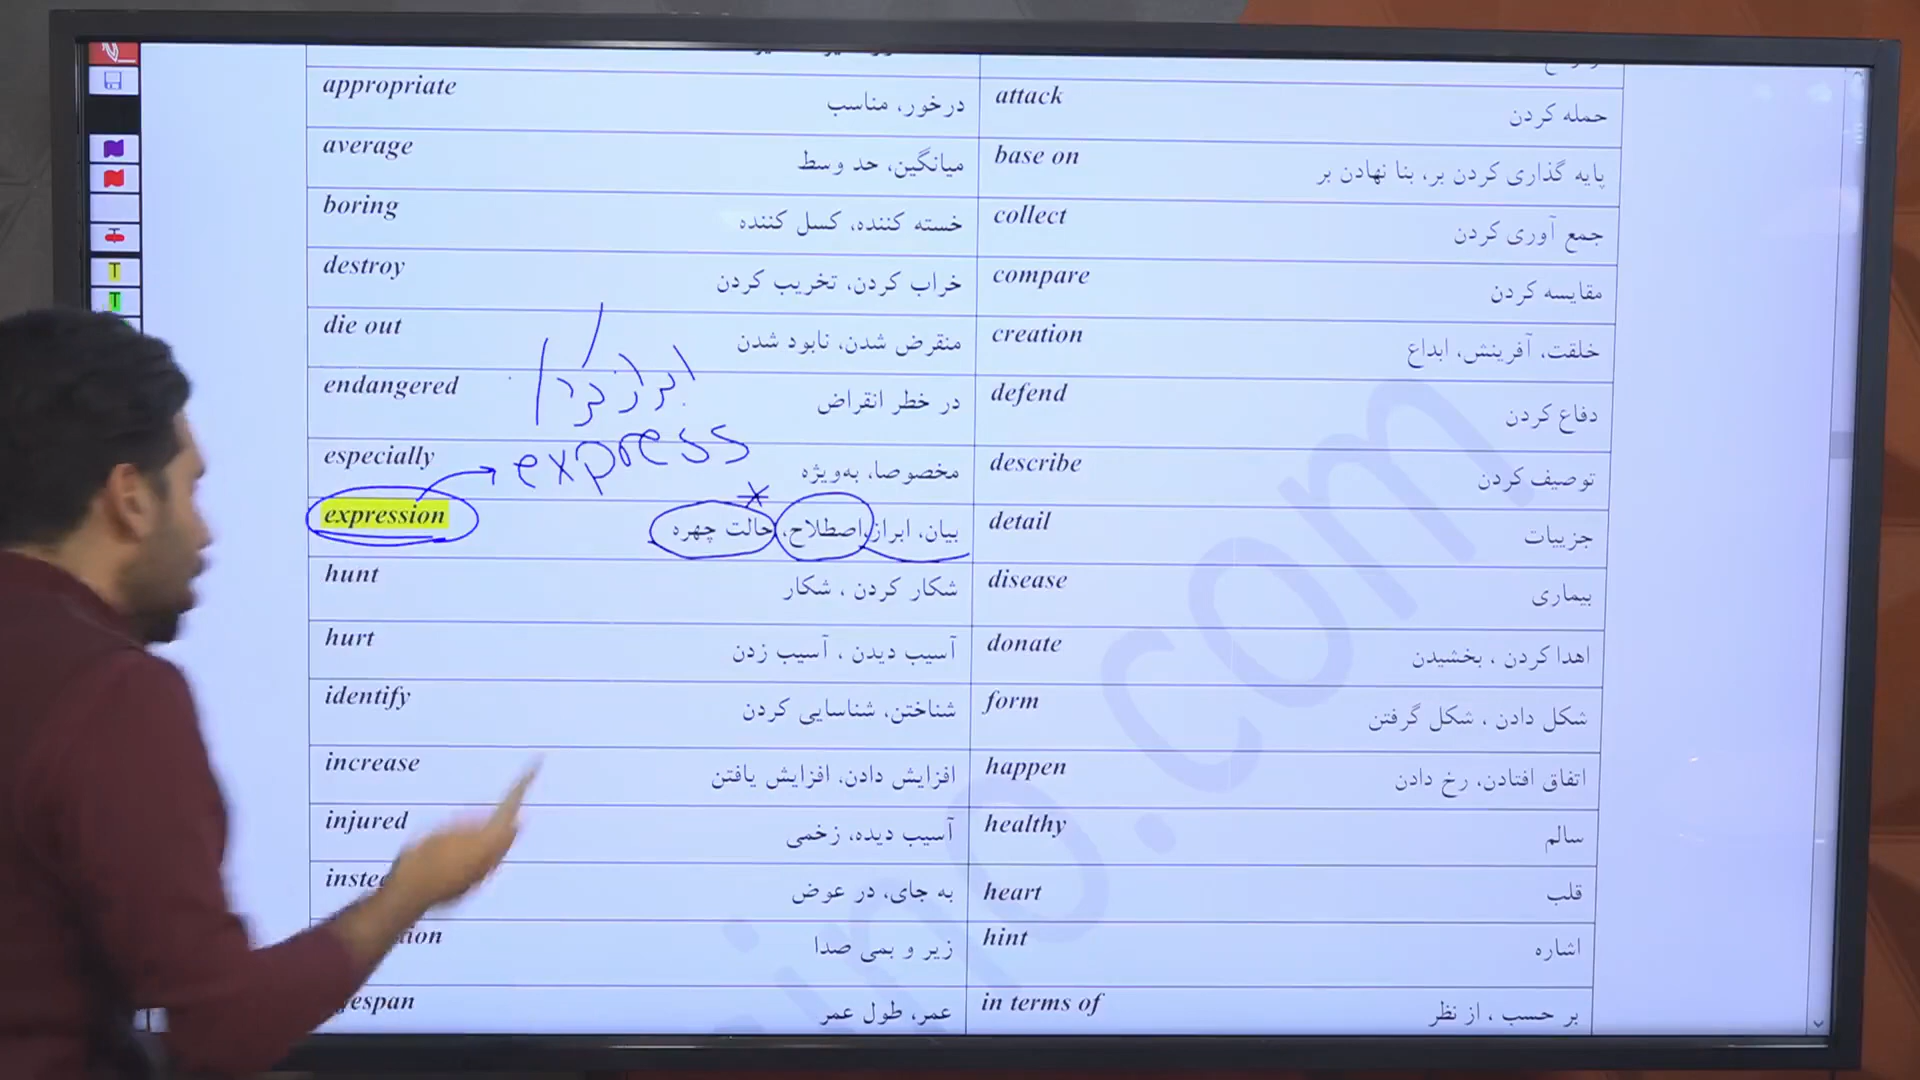 appropriate درخور، مناسب attack حمله کردن
average میانگین، حد وسط base on پایه گذاری کردن بر، بنا نهادن بر
boring خسته کننده، کسل کننده collect جمع آوری کردن
destroy خراب کردن، تخریب کردن compare مقایسه کردن
die out منقرض شدن، نابود شدن creation خلقت، آفرینش، ابداع
ابراز کردن
endangered در خطر انقراض defend دفاع کردن
express
especially مخصوصا، به‌ویژه describe توصیف کردن
expression بیان، ابراز، اصطلاح، حالت چهره detail جزییات
hunt شکار کردن ، شکار disease بیماری
hurt آسیب دیدن ، آسیب زدن donate اهدا کردن ، بخشیدن
identify شناختن، شناسایی کردن form شکل دادن ، شکل گرفتن
increase افزایش دادن، افزایش یافتن happen اتفاق افتادن، رخ دادن
injured آسیب دیده، زخمی healthy سالم
به جای، در عوض heart قلب
زیر و بمی صدا hint اشاره
عمر، طول عمر in terms of بر حسب ، از نظر